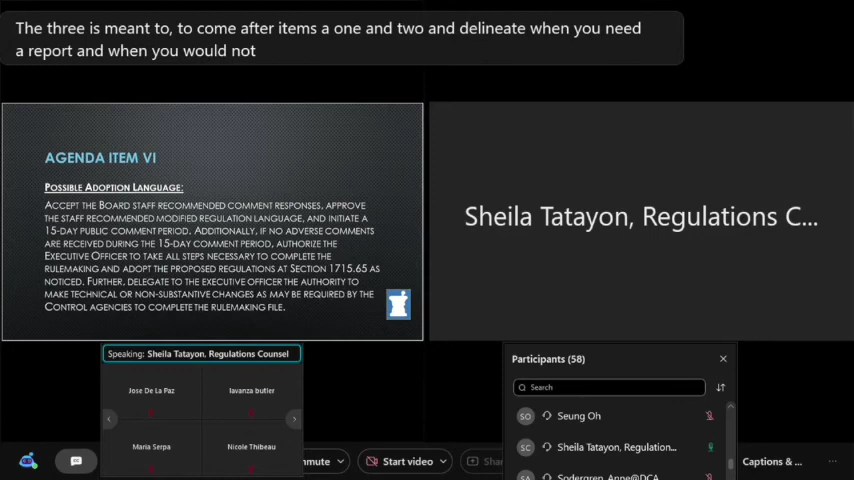 The three is meant to, to come after items a one and two and delineate when you need
a report and when you would not
AGENDA ITEM VI
POSSIBLE ADOPTION LANGUAGE:
ACCEPT THE BOARD STAFF RECOMMENDED COMMENT RESPONSES, APPROVE
THE STAFF RECOMMENDED MODIFIED REGULATION LANGUAGE, AND INITIATE A
15-DAY PUBLIC COMMENT PERIOD. ADDITIONALLY, IF NO ADVERSE COMMENTS
ARE RECEIVED DURING THE 15-DAY COMMENT PERIOD, AUTHORIZE THE
EXECUTIVE OFFICER TO TAKE ALL STEPS NECESSARY TO COMPLETE THE
RULEMAKING AND ADOPT THE PROPOSED REGULATIONS AT SECTION 1715.65 AS
NOTICED. FURTHER, DELEGATE TO THE EXECUTIVE OFFICER THE AUTHORITY TO
MAKE TECHNICAL OR NON-SUBSTANTIVE CHANGES AS MAY BE REQUIRED BY THE
CONTROL AGENCIES TO COMPLETE THE RULEMAKING FILE.
Sheila Tatayon, Regulations C...
Speaking: Sheila Tatayon, Regulations Counsel
Jose De La Paz
lavanza butler
Maria Serpa
Nicole Thibeau
Participants (58)
Search
SO Seung Oh
SC Sheila Tatayon, Regulation...
SA Sodergren, Anne@DCA
mute
Start video
Shar
Captions & ...